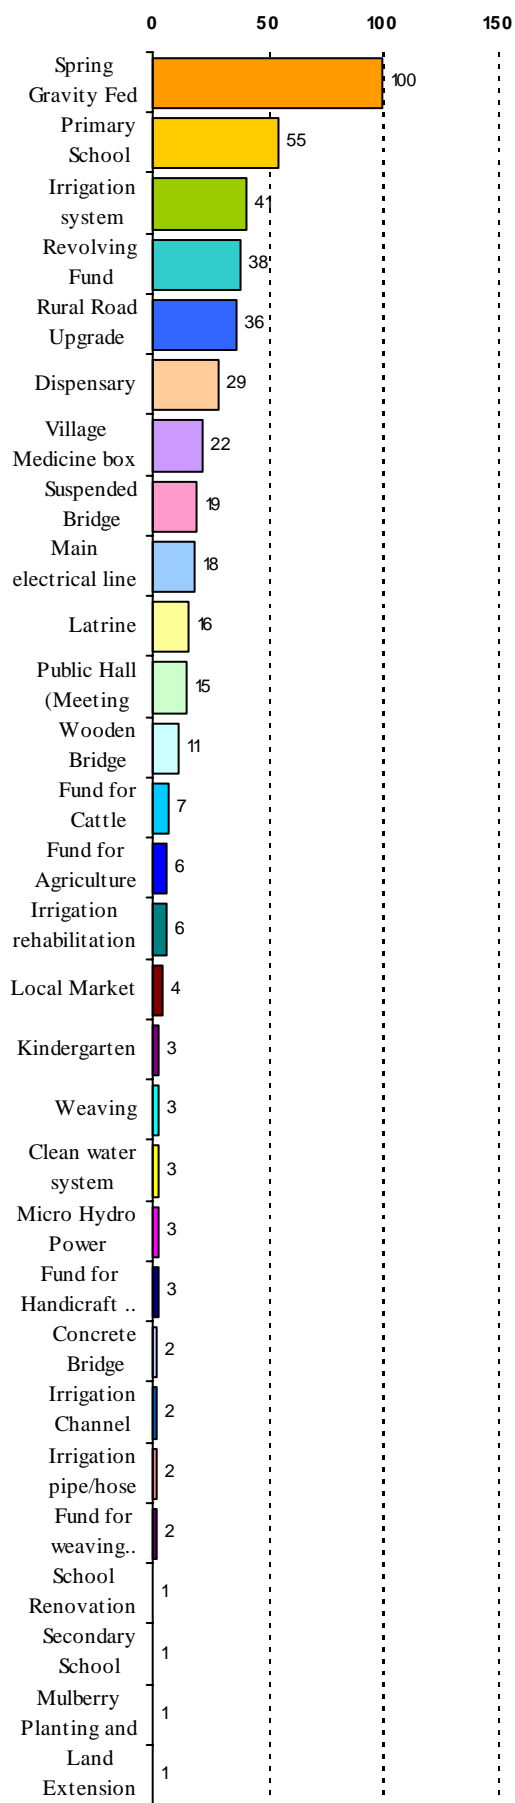 0 50 100 150
Spring
Gravity Fed
100
Primary
School
55
Irrigation
system
41
Revolving
Fund
38
Rural Road
Upgrade
36
Dispensary
29
Village
Medicine box
22
Suspended
Bridge
19
Main
electrical line
18
Latrine
16
Public Hall
(Meeting
15
Wooden
Bridge
11
Fund for
Cattle
7
Fund for
Agriculture
6
Irrigation
rehabilitation
6
Local Market
4
Kindergarten
3
Weaving
3
Clean water
system
3
Micro Hydro
Power
3
Fund for
Handicraft ..
3
Concrete
Bridge
2
Irrigation
Channel
2
Irrigation
pipe/hose
2
Fund for
weaving..
2
School
Renovation
1
Secondary
School
1
Mulberry
Planting and
1
Land
Extension
1